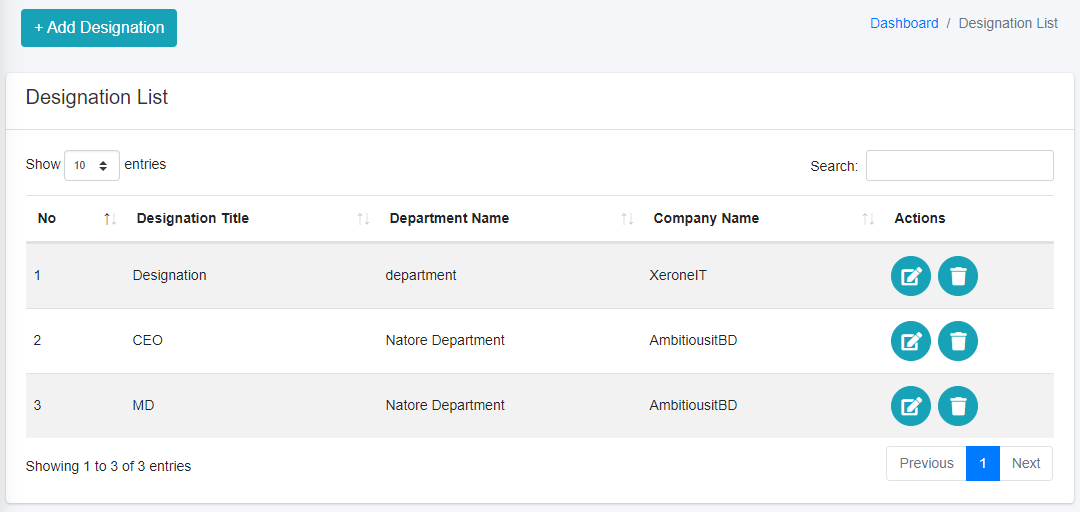 + Add Designation
Dashboard / Designation List
Designation List
Show 10 entries
Search:
No Designation Title Department Name Company Name Actions
1 Designation department XeroneIT
2 CEO Natore Department AmbitiousitBD
3 MD Natore Department AmbitiousitBD
Showing 1 to 3 of 3 entries
Previous 1 Next